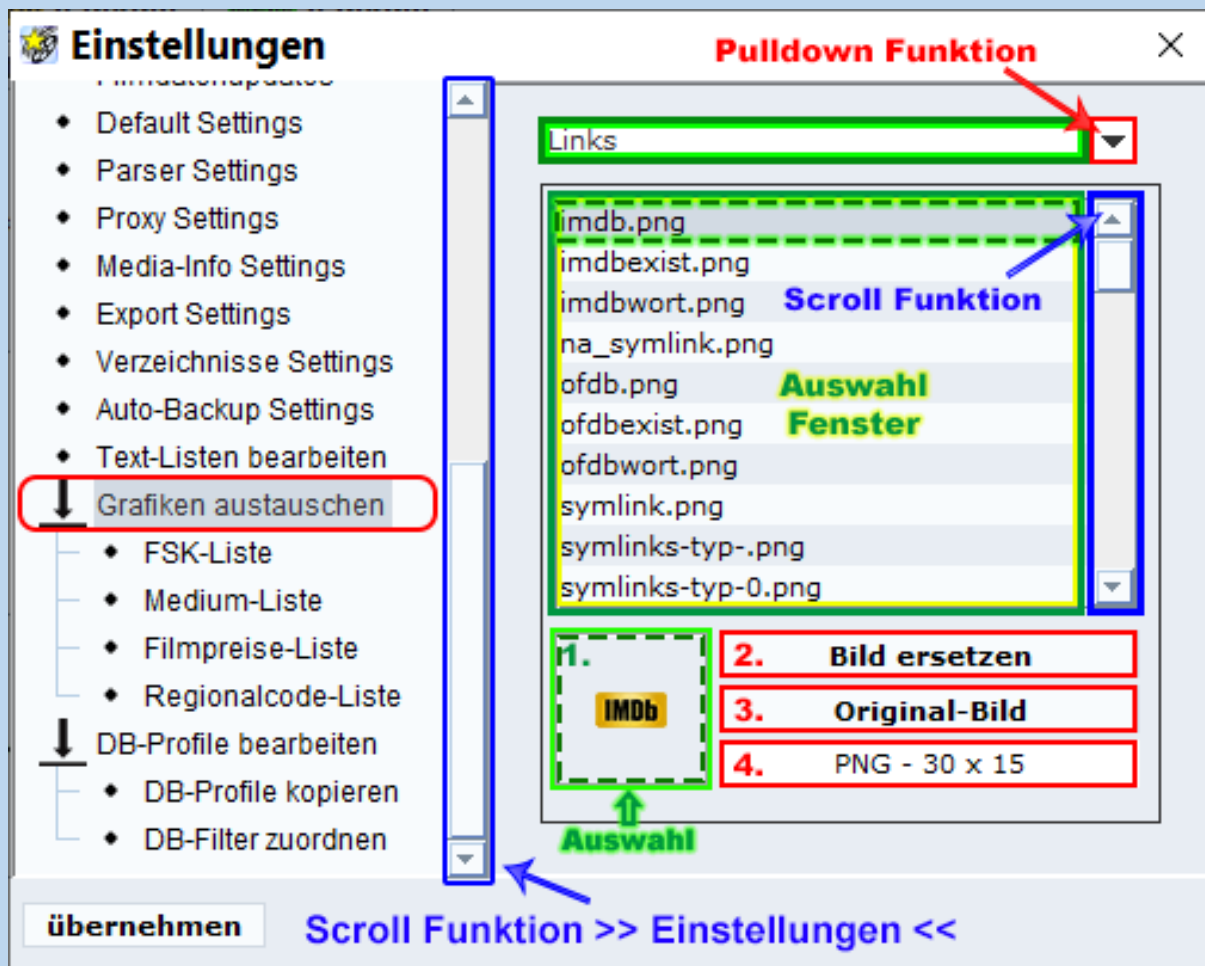 Einstellungen
Pulldown Funktion
Default Settings
Parser Settings
Proxy Settings
Media-Info Settings
Export Settings
Verzeichnisse Settings
Auto-Backup Settings
Text-Listen bearbeiten
Grafiken austauschen
FSK-Liste
Medium-Liste
Filmpreise-Liste
Regionalcode-Liste
DB-Profile bearbeiten
DB-Profile kopieren
DB-Filter zuordnen
Links
imdb.png
imdbexist.png
imdbwort.png
Scroll Funktion
na_symlink.png
ofdb.png
Auswahl
Fenster
ofdbexist.png
ofdbwort.png
symlink.png
symlinks-typ-.png
symlinks-typ-0.png
1.
IMDb
2. Bild ersetzen
3. Original-Bild
4. PNG - 30 x 15
Auswahl
übernehmen
Scroll Funktion >> Einstellungen <<